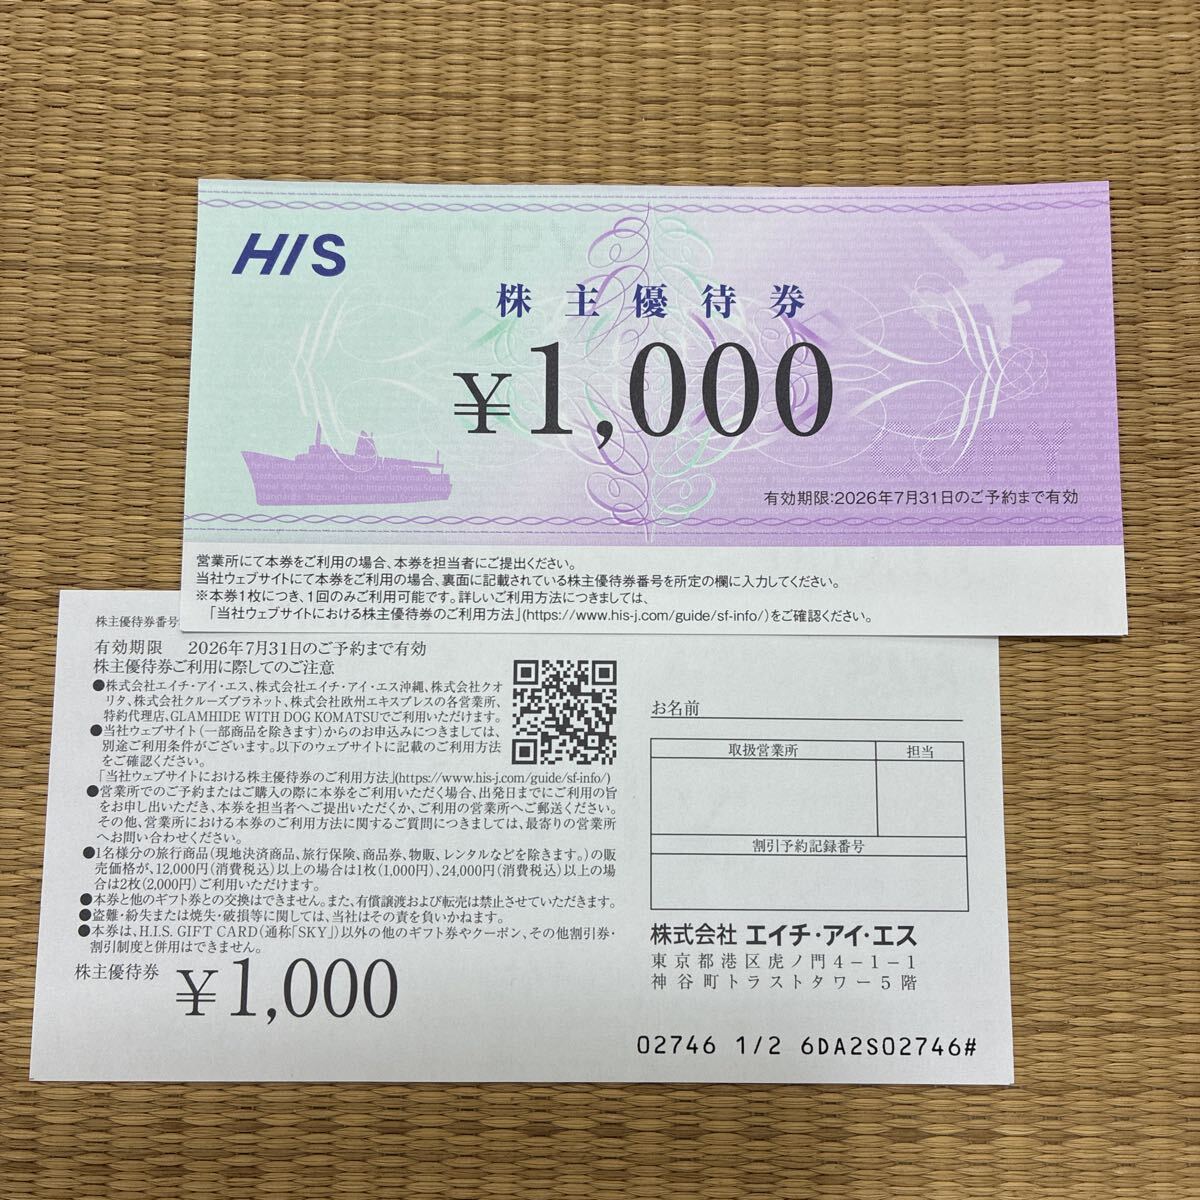 HIS
COPY
株主優待券
¥1,000
COPY
有効期限:2026年7月31日のご予約まで有効
営業所にて本券をご利用の場合、本券を担当者にご提出ください。
当社ウェブサイトにて本券をご利用の場合、裏面に記載されている株主優待券番号を所定の欄に入力してください。
※本券1枚につき、1回のみご利用可能です。詳しいご利用方法につきましては、
「当社ウェブサイトにおける株主優待券のご利用方法」(https://www.his-j.com/guide/sf-info/)をご確認ください。
株主優待券番号
有効期限 2026年7月31日のご予約まで有効
株主優待券ご利用に際してのご注意
●株式会社エイチ・アイ・エス、株式会社エイチ・アイ・エス沖縄、株式会社クオ
リタ、株式会社クルーズプラネット、株式会社欧州エキスプレスの各営業所、
特約代理店、GLAMHIDE WITH DOG KOMATSUでご利用いただけます。
●当社ウェブサイト(一部商品を除きます)からのお申込みにつきましては、
別途ご利用条件がございます。以下のウェブサイトに記載のご利用方法
をご確認ください。
「当社ウェブサイトにおける株主優待券のご利用方法」(https://www.his-j.com/guide/sf-info/)
●営業所でのご予約またはご購入の際に本券をご利用いただく場合、出発日までにご利用の旨
をお申し出いただき、本券を担当者へご提出いただくか、ご利用の営業所へご郵送ください。
その他、営業所における本券のご利用方法に関するご質問につきましては、最寄りの営業所
へお問い合わせください。
●1名様分の旅行商品(現地決済商品、旅行保険、商品券、物販、レンタルなどを除きます。)の販
売価格が、12,000円(消費税込)以上の場合は1枚(1,000円)、24,000円(消費税込)以上の場
合は2枚(2,000円)ご利用いただけます。
●本券と他のギフト券との交換はできません。また、有償譲渡および転売は禁止させていただきます。
●盗難・紛失または焼失・破損等に関しては、当社はその責を負いかねます。
●本券は、H.I.S. GIFT CARD(通称「SKY」)以外の他のギフト券やクーポン、その他割引券・
割引制度と併用はできません。
株主優待券 ¥1,000
お名前
取扱営業所 担当
割引予約記録番号
株式会社 エイチ・アイ・エス
東京都港区虎ノ門4-1-1
神谷町トラストタワー5階
02746 1/2 6DA2S02746#